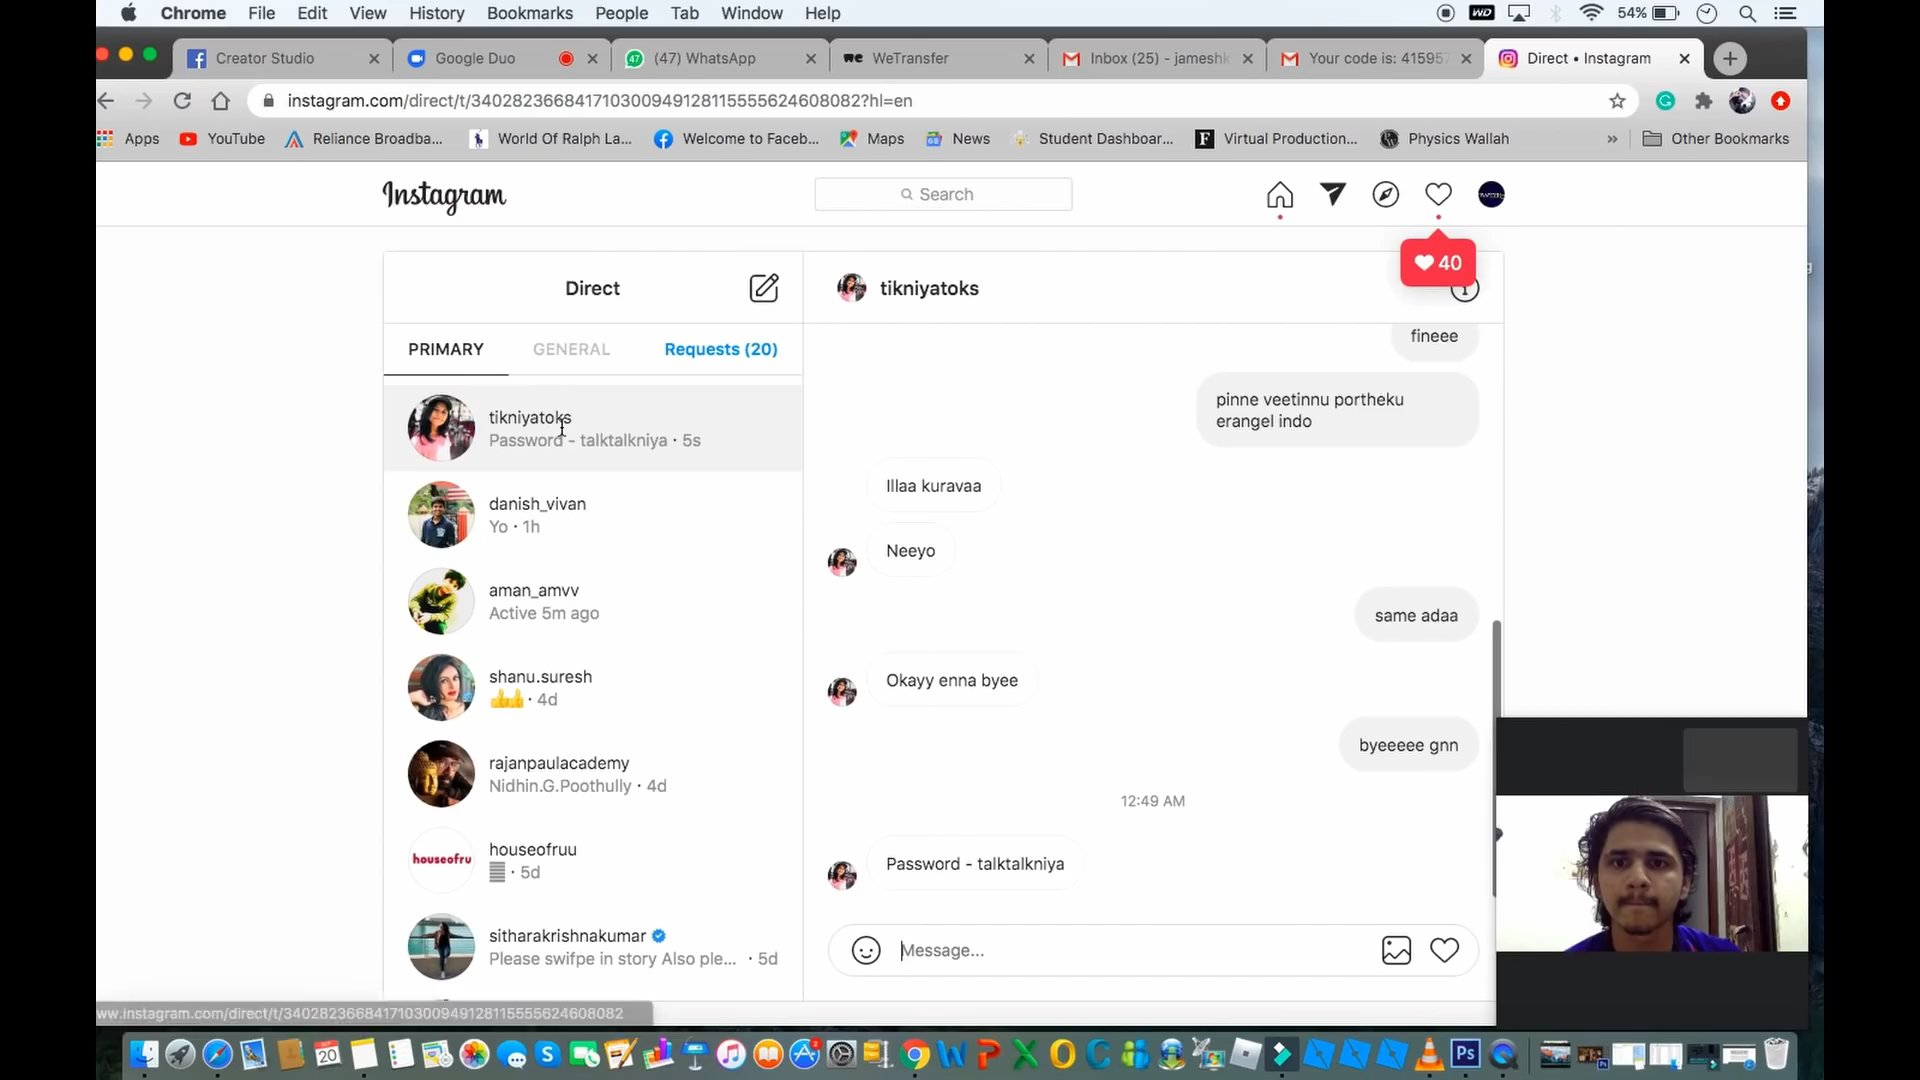 Chrome File Edit View History Bookmarks People Tab Window Help
WD 54%
Creator Studio
Google Duo
47 (47) WhatsApp
we WeTransfer
Inbox (25) - jameshk
Your code is: 41595
Direct • Instagram
instagram.com/direct/t/340282366841710300949128115555624608082?hl=en
Apps YouTube Reliance Broadba... World Of Ralph La... Welcome to Faceb... Maps News Student Dashboar... F Virtual Production... Physics Wallah » Other Bookmarks
Instagram
Search
40
Direct
tikniyatoks
PRIMARY GENERAL Requests (20)
tikniyatoks
Password - talktalkniya · 5s
danish_vivan
Yo · 1h
aman_amvv
Active 5m ago
shanu.suresh
👍👍 · 4d
rajanpaulacademy
Nidhin.G.Poothully · 4d
houseofru
houseofruu
· 5d
sitharakrishnakumar
Please swifpe in story Also ple... · 5d
fineee
pinne veetinnu portheku
erangel indo
Illaa kuravaa
Neeyo
same adaa
Okayy enna byee
byeeeee gnn
12:49 AM
Password - talktalkniya
Message...
ww.instagram.com/direct/t/340282366841710300949128115555624608082
20
2
W P X O C
Ps